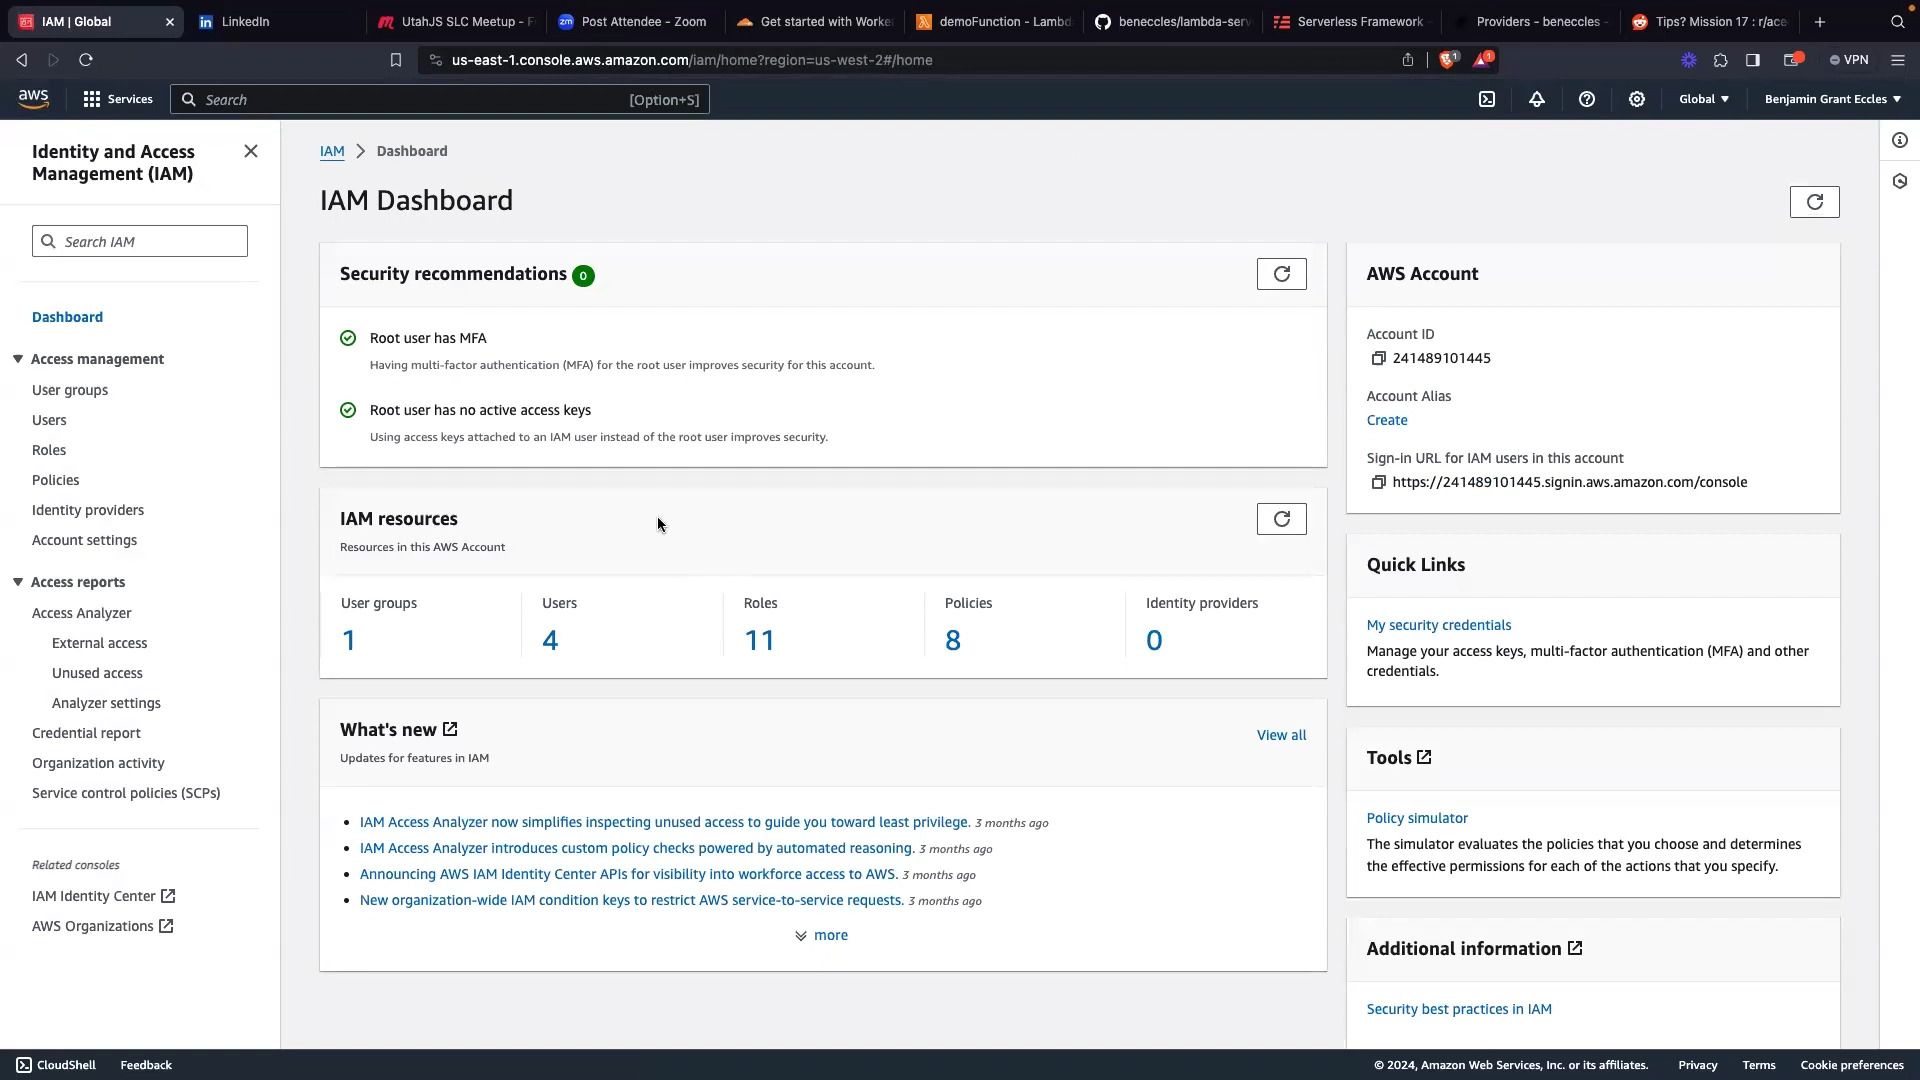 IAM | Global
LinkedIn
UtahJS SLC Meetup - F
Post Attendee - Zoom
Get started with Worke
demoFunction - Lambd
beneccles/lambda-serv
Serverless Framework
Providers - beneccles -
Tips? Mission 17 : r/ace
us-east-1.console.aws.amazon.com/iam/home?region=us-west-2#/home
1
1
VPN
aws
Services
Search
[Option+S]
Global
Benjamin Grant Eccles
Identity and Access
Management (IAM)
Search IAM
Dashboard
Access management
User groups
Users
Roles
Policies
Identity providers
Account settings
Access reports
Access Analyzer
External access
Unused access
Analyzer settings
Credential report
Organization activity
Service control policies (SCPs)
Related consoles
IAM Identity Center
AWS Organizations
IAM > Dashboard
IAM Dashboard
Security recommendations 0
Root user has MFA
Having multi-factor authentication (MFA) for the root user improves security for this account.
Root user has no active access keys
Using access keys attached to an IAM user instead of the root user improves security.
IAM resources
Resources in this AWS Account
User groups
1
Users
4
Roles
11
Policies
8
Identity providers
0
What's new
View all
Updates for features in IAM
IAM Access Analyzer now simplifies inspecting unused access to guide you toward least privilege. 3 months ago
IAM Access Analyzer introduces custom policy checks powered by automated reasoning. 3 months ago
Announcing AWS IAM Identity Center APIs for visibility into workforce access to AWS. 3 months ago
New organization-wide IAM condition keys to restrict AWS service-to-service requests. 3 months ago
more
AWS Account
Account ID
241489101445
Account Alias
Create
Sign-in URL for IAM users in this account
https://241489101445.signin.aws.amazon.com/console
Quick Links
My security credentials
Manage your access keys, multi-factor authentication (MFA) and other
credentials.
Tools
Policy simulator
The simulator evaluates the policies that you choose and determines
the effective permissions for each of the actions that you specify.
Additional information
Security best practices in IAM
CloudShell
Feedback
© 2024, Amazon Web Services, Inc. or its affiliates.
Privacy
Terms
Cookie preferences